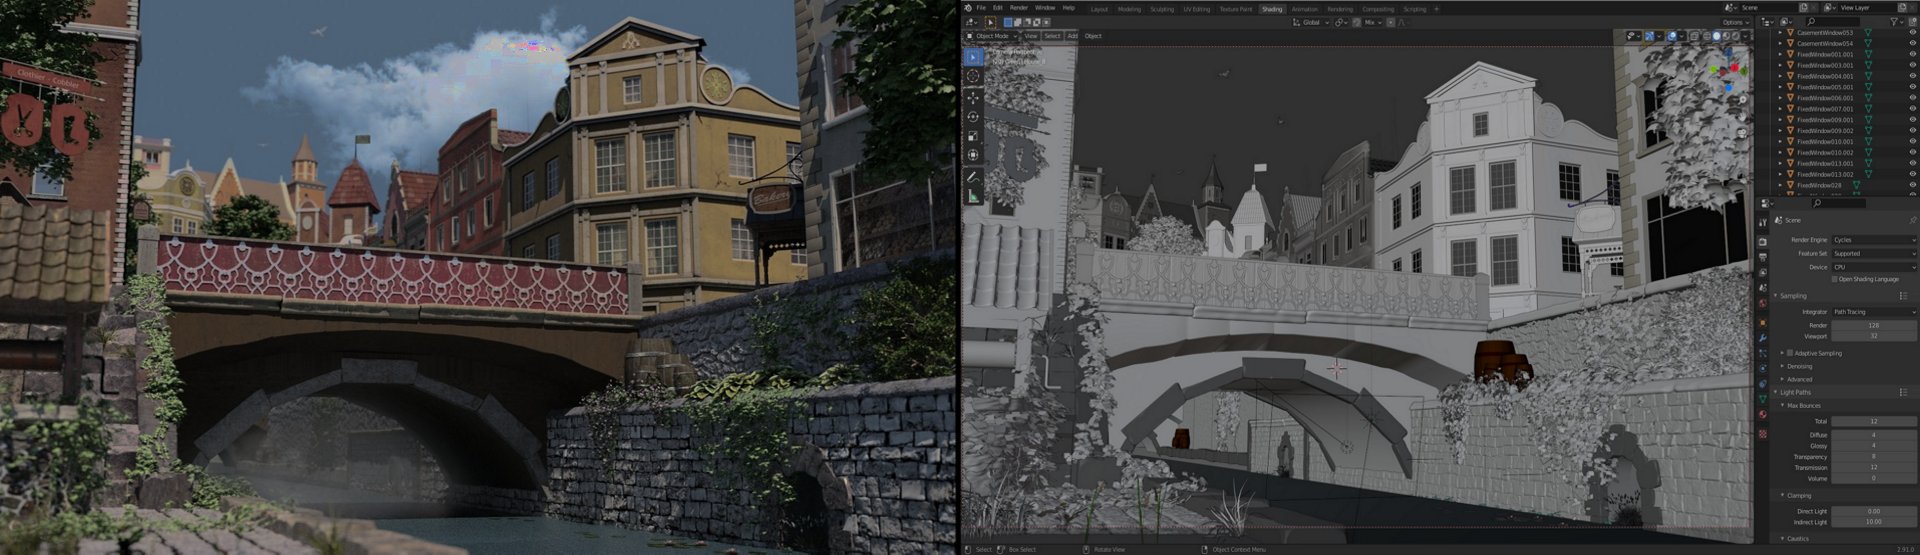 Clothier - Cobbler
Bakery
File Edit Render Window Help
Layout Modeling Sculpting UV Editing Texture Paint Shading Animation Rendering Compositing Scripting +
Scene
View Layer
Global
Mix
Options
Object Mode
View Select Add Object
CasementWindow053
CasementWindow054
FixedWindow001.001
FixedWindow003.001
FixedWindow004.001
FixedWindow005.001
FixedWindow006.001
FixedWindow007.001
FixedWindow009.001
FixedWindow009.002
FixedWindow010.001
FixedWindow010.002
FixedWindow013.001
FixedWindow013.002
FixedWindow028
Scene
Render Engine Cycles
Feature Set Supported
Device CPU
Open Shading Language
Sampling
Integrator Path Tracing
Render 128
Viewport 32
Adaptive Sampling
Denoising
Advanced
Light Paths
Max Bounces
Total 12
Diffuse 4
Glossy 4
Transparency 8
Transmission 12
Volume 0
Clamping
Direct Light 0.00
Indirect Light 10.00
Caustics
Select
Box Select
Rotate View
Object Context Menu
2.91.0